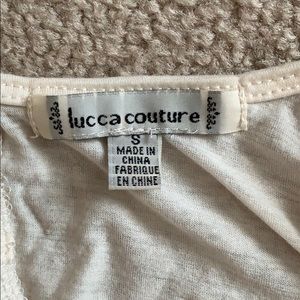 lucca couture
S
MADE IN
CHINA
FABRIQUE
EN CHINE